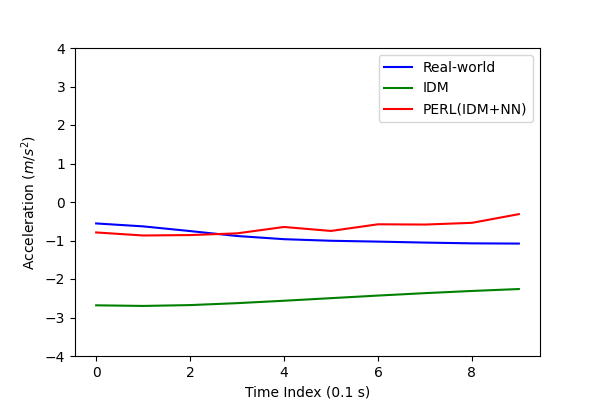 Real-world
IDM
PERL(IDM+NN)
4
3
2
1
0
−1
−2
−3
−4
Acceleration (m/s²)
0 2 4 6 8
Time Index (0.1 s)